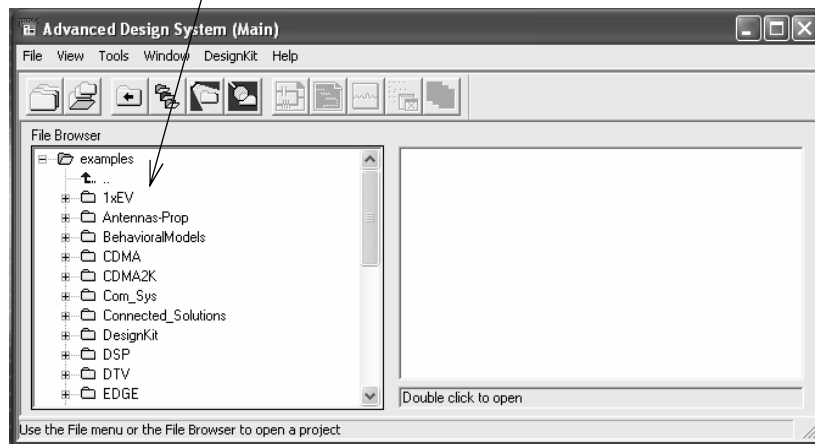 Advanced Design System (Main)
File View Tools Window DesignKit Help
File Browser
examples
..
1xEV
Antennas-Prop
BehavioralModels
CDMA
CDMA2K
Com_Sys
Connected_Solutions
DesignKit
DSP
DTV
EDGE
Double click to open
Use the File menu or the File Browser to open a project